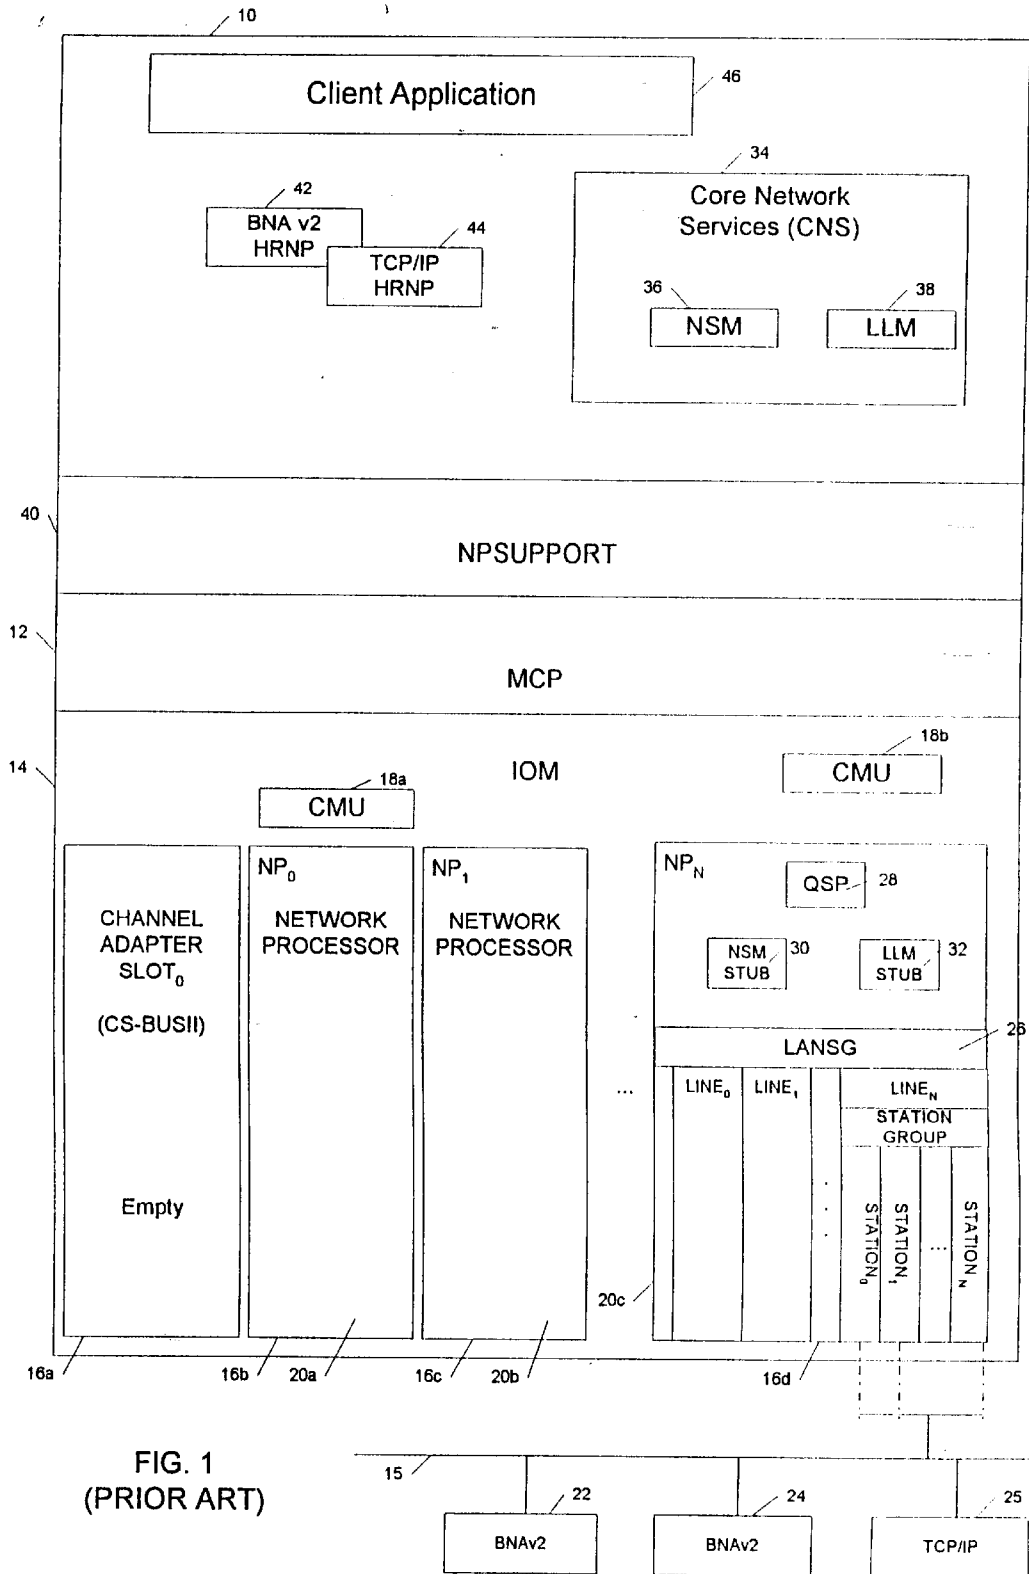 10
Client Application
46
34
Core Network
Services (CNS)
42
BNA v2
HRNP
44
TCP/IP
HRNP
36
NSM
38
LLM
40
NPSUPPORT
12
MCP
14
IOM
18a
CMU
18b
CMU
CHANNEL
ADAPTER
SLOT0
(CS-BUSII)
Empty
NP0
NETWORK
PROCESSOR
NP1
NETWORK
PROCESSOR
...
NPN
QSP
28
NSM
STUB
30
LLM
STUB
32
LANSG
26
LINE0
LINE1
...
LINEN
STATION
GROUP
STATION0
STATION1
...
STATIONN
20c
16a
16b
20a
16c
20b
16d
FIG. 1
(PRIOR ART)
15
22
BNAv2
24
BNAv2
25
TCP/IP